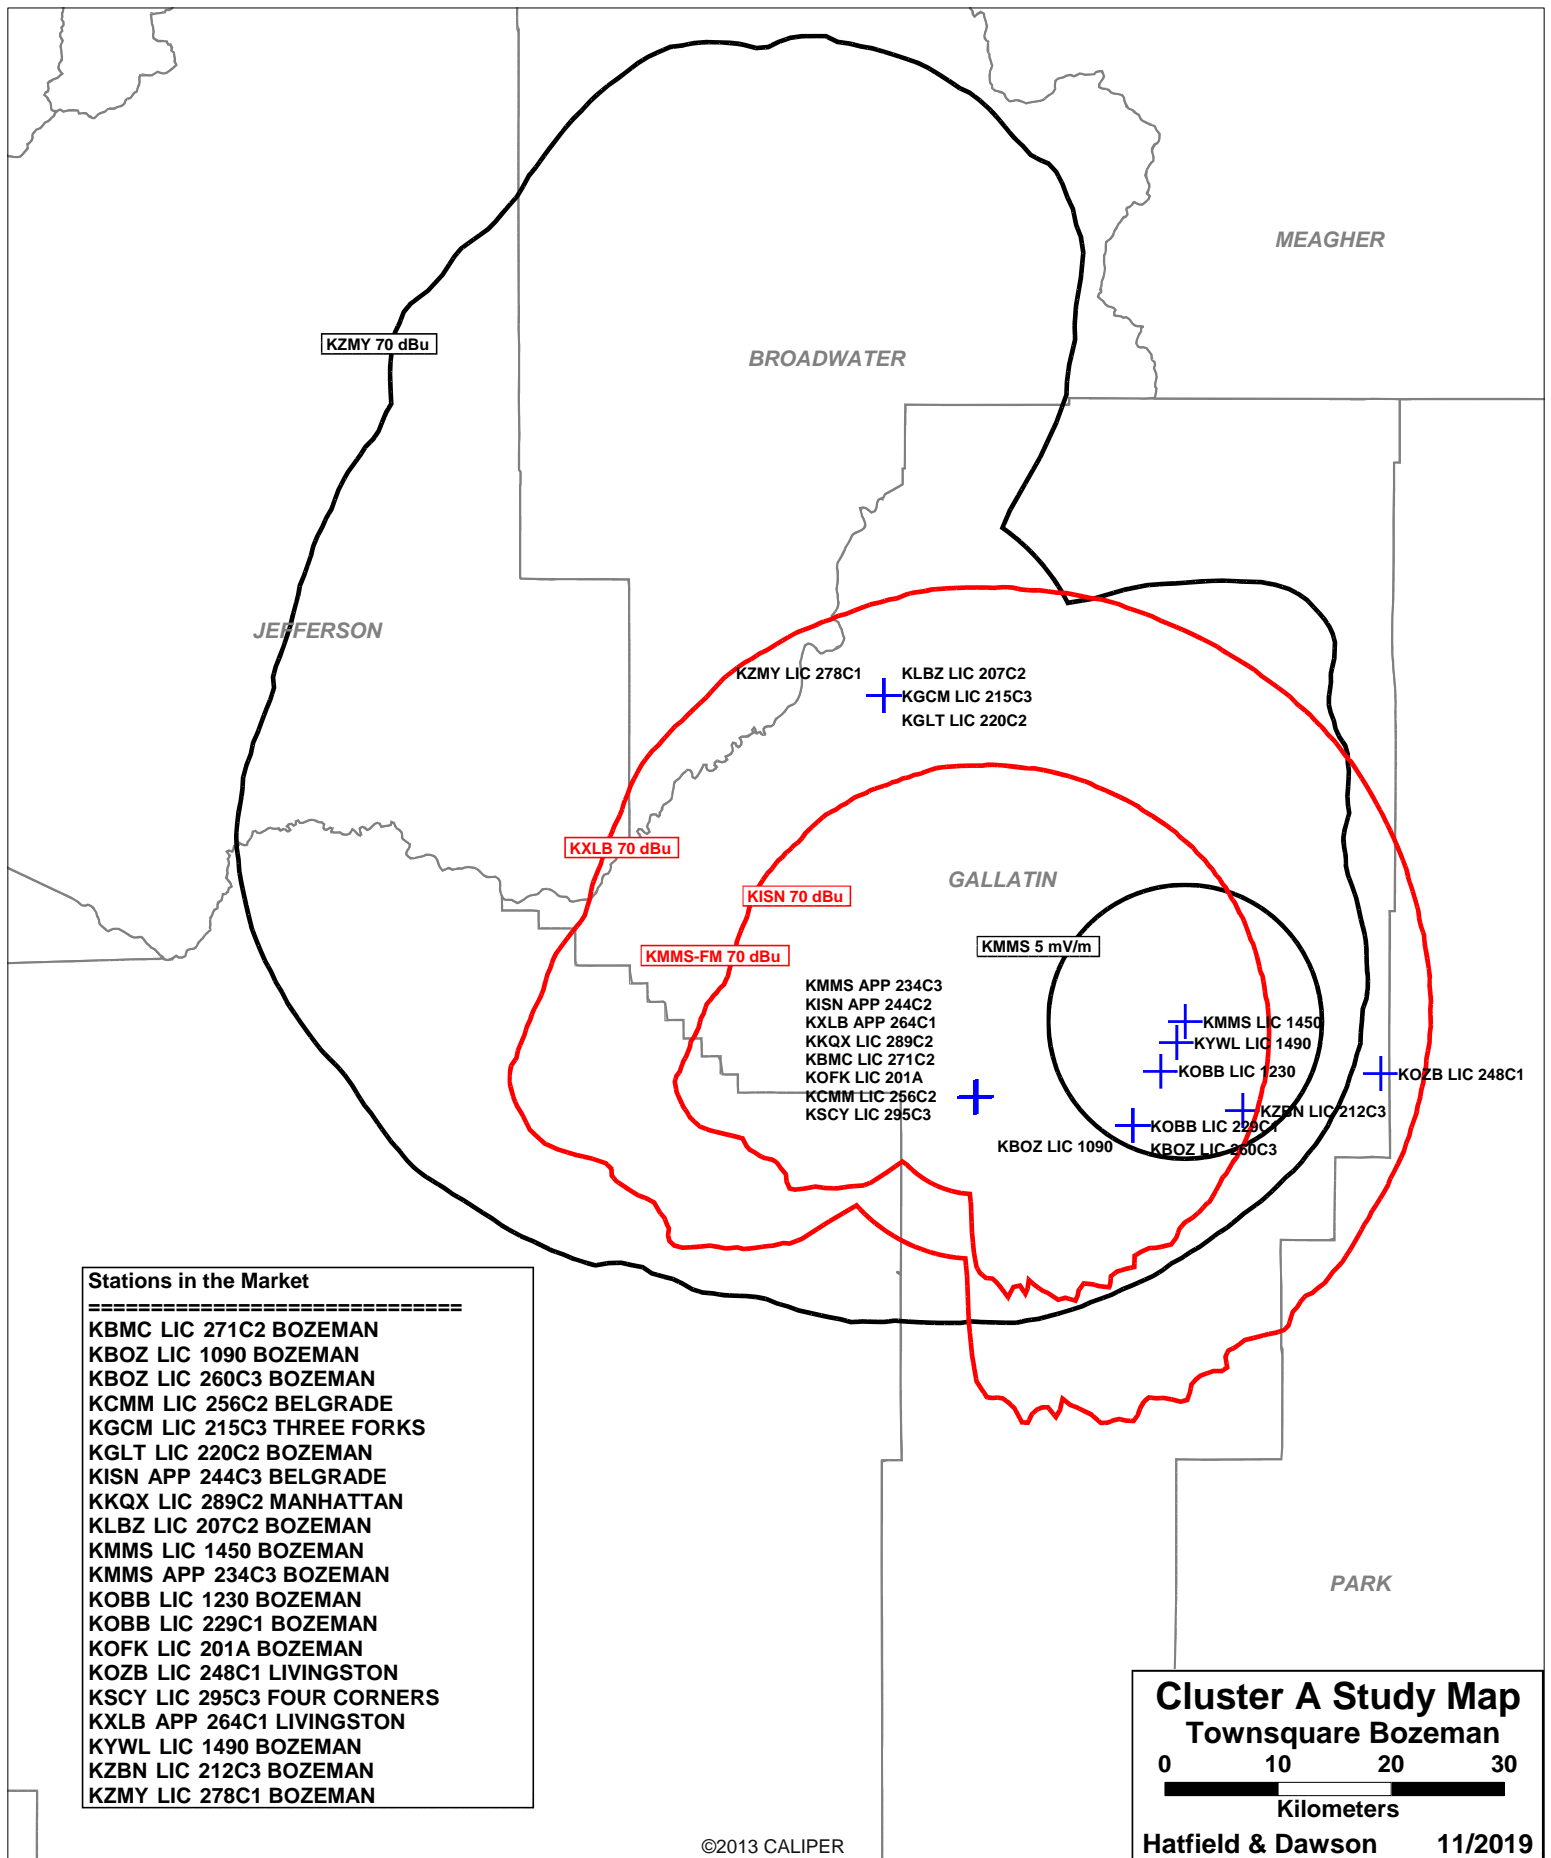 MEAGHER
KZMY 70 dBu
BROADWATER
JEFFERSON
KZMY LIC 278C1
KLBZ LIC 207C2
KGCM LIC 215C3
KGLT LIC 220C2
KXLB 70 dBu
KISN 70 dBu
GALLATIN
KMMS-FM 70 dBu
KMMS 5 mV/m
KMMS APP 234C3
KISN APP 244C2
KXLB APP 264C1
KKQX LIC 289C2
KBMC LIC 271C2
KOFK LIC 201A
KCMM LIC 256C2
KSCY LIC 295C3
KMMS LIC 1450
KYWL LIC 1490
KOBB LIC 1230
KOZB LIC 248C1
KZBN LIC 212C3
KOBB LIC 229C1
KBOZ LIC 1090
KBOZ LIC 260C3
Stations in the Market
==============================
KBMC LIC 271C2 BOZEMAN
KBOZ LIC 1090 BOZEMAN
KBOZ LIC 260C3 BOZEMAN
KCMM LIC 256C2 BELGRADE
KGCM LIC 215C3 THREE FORKS
KGLT LIC 220C2 BOZEMAN
KISN APP 244C3 BELGRADE
KKQX LIC 289C2 MANHATTAN
KLBZ LIC 207C2 BOZEMAN
KMMS LIC 1450 BOZEMAN
KMMS APP 234C3 BOZEMAN
KOBB LIC 1230 BOZEMAN
KOBB LIC 229C1 BOZEMAN
KOFK LIC 201A BOZEMAN
KOZB LIC 248C1 LIVINGSTON
KSCY LIC 295C3 FOUR CORNERS
KXLB APP 264C1 LIVINGSTON
KYWL LIC 1490 BOZEMAN
KZBN LIC 212C3 BOZEMAN
KZMY LIC 278C1 BOZEMAN
PARK
Cluster A Study Map
Townsquare Bozeman
0 10 20 30
Kilometers
Hatfield & Dawson 11/2019
©2013 CALIPER